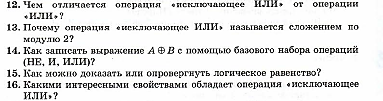 12. Чем отличается операция «исключающее ИЛИ» от операции
«ИЛИ»?
13. Почему операция «исключающее ИЛИ» называется сложением по
модулю 2?
14. Как записать выражение A ⊕ B с помощью базового набора операций
(НЕ, И, ИЛИ)?
15. Как можно доказать или опровергнуть логическое равенство?
16. Какими интересными свойствами обладает операция «исключающее
ИЛИ»?